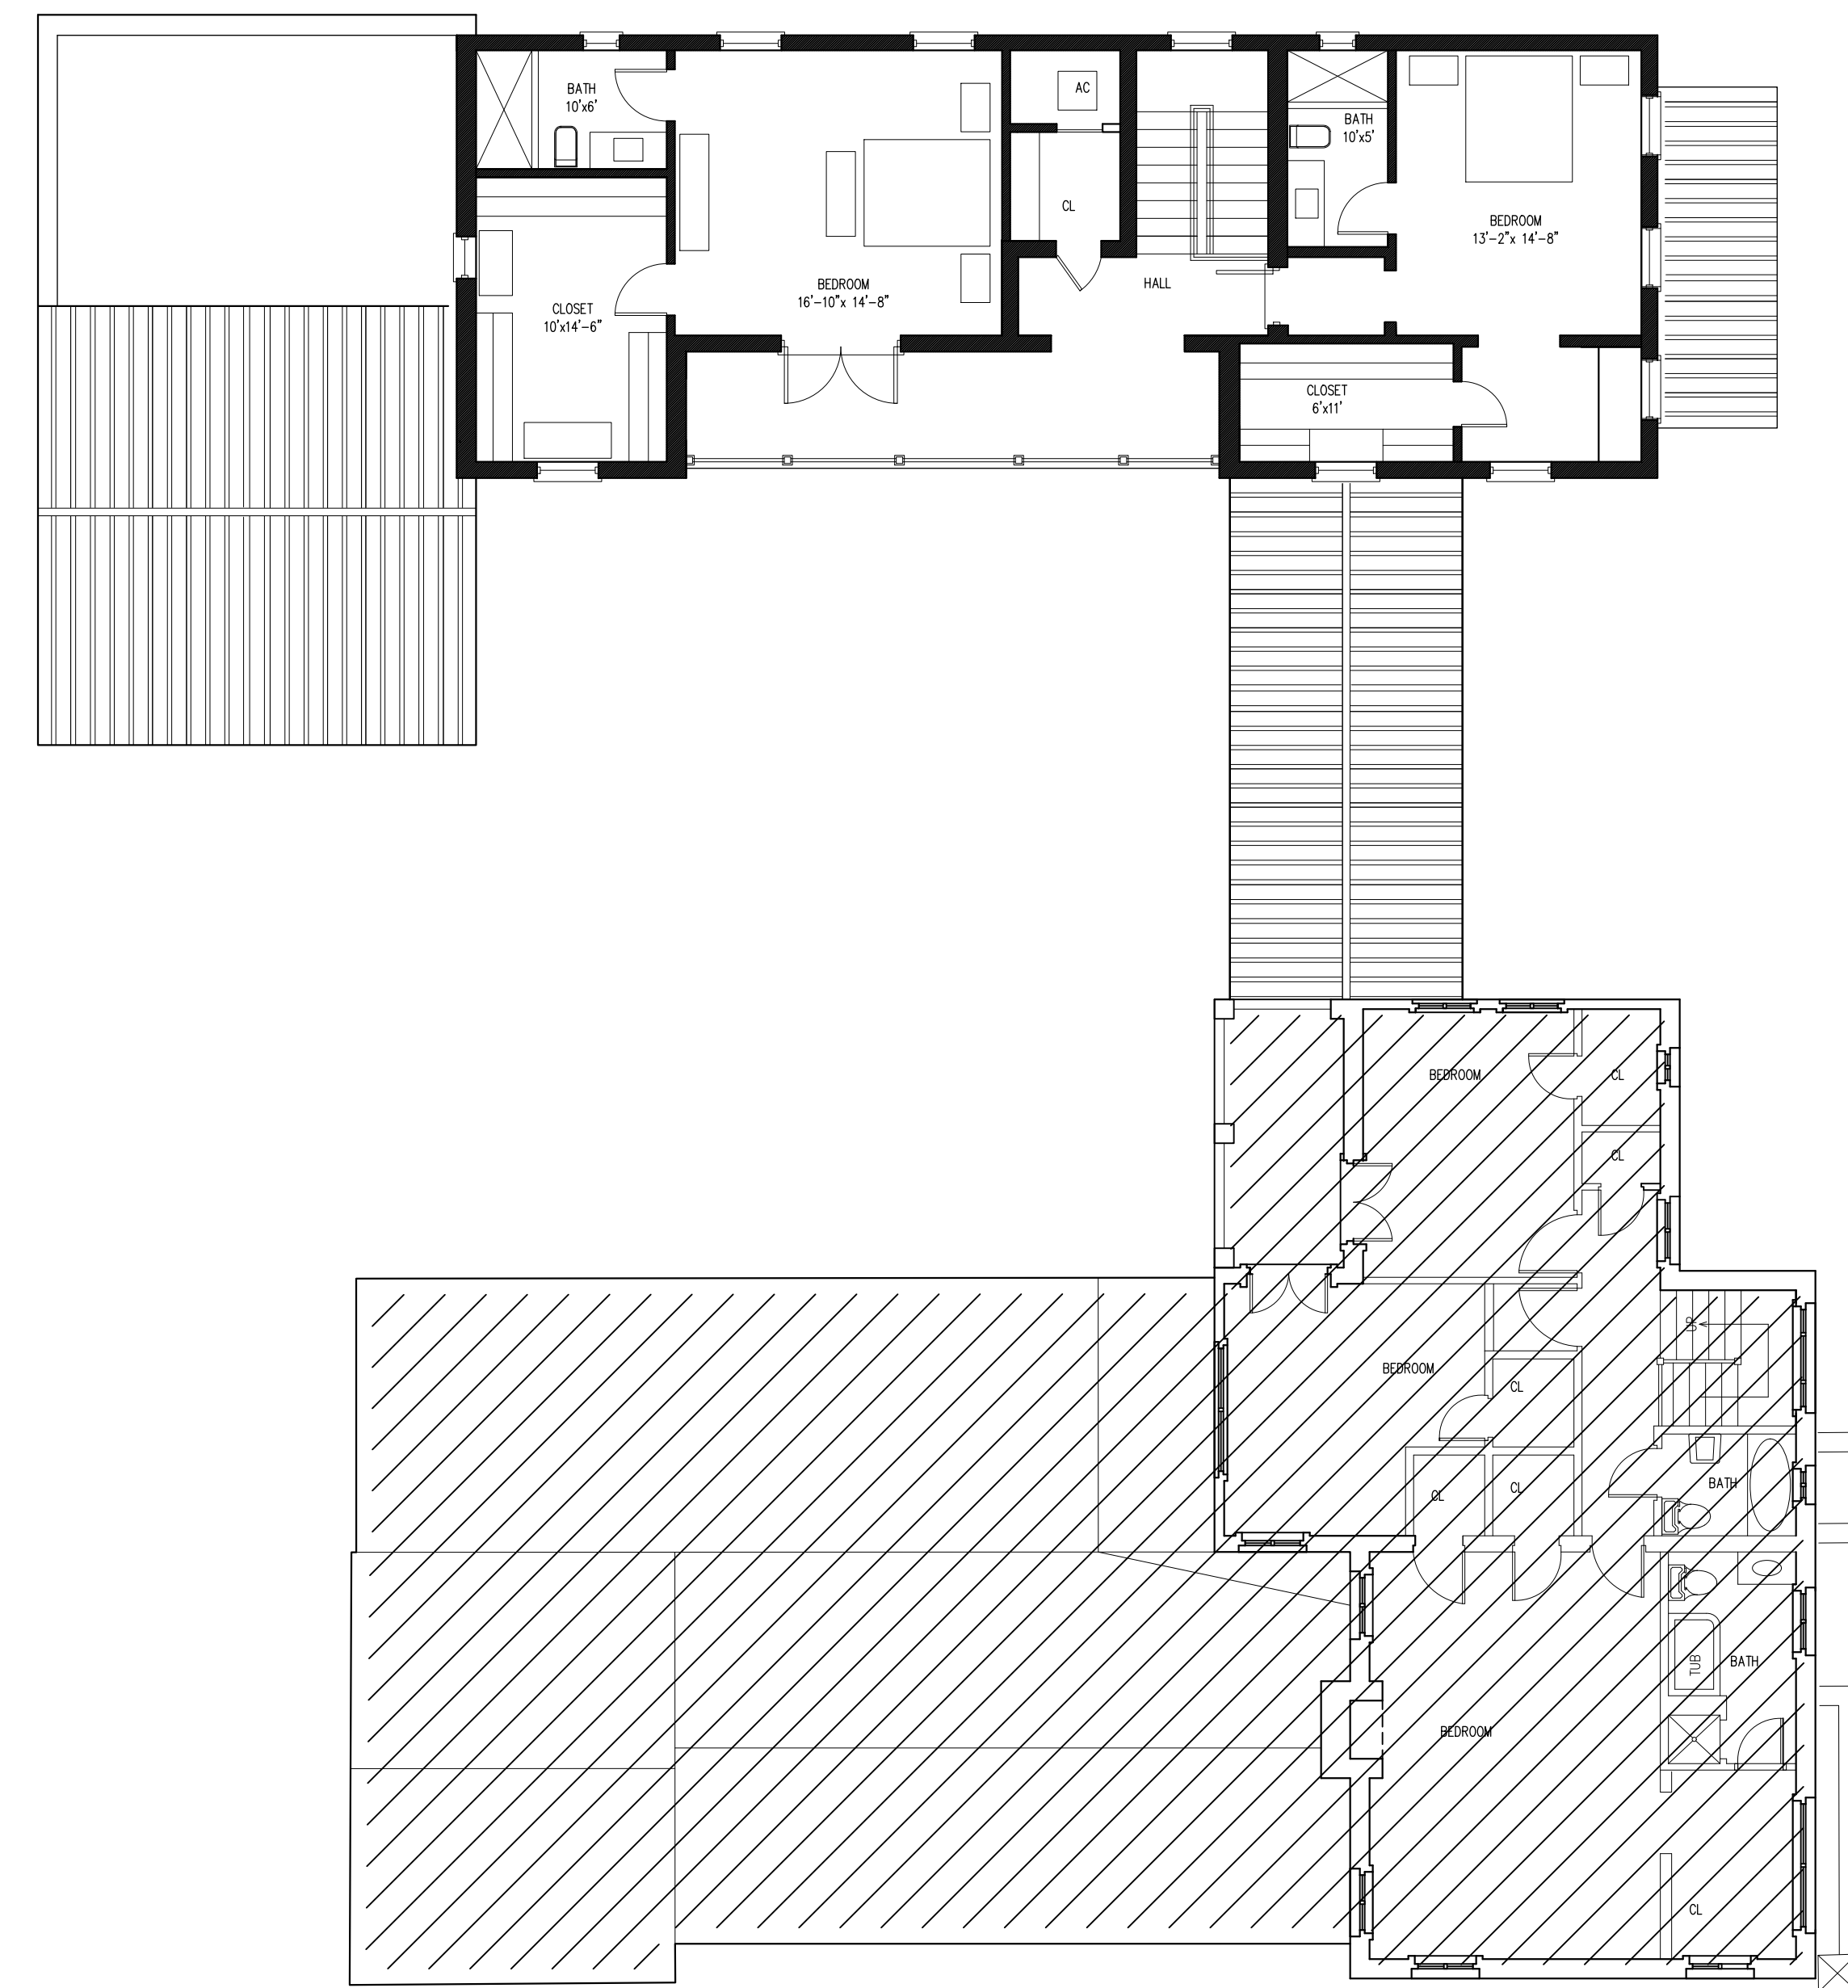 BATH
10'x6'
AC
BATH
10'x5'
CL
BEDROOM
13'-2"x 14'-8"
BEDROOM
16'-10"x 14'-8"
HALL
CLOSET
10'x14'-6"
CLOSET
6'x11'
BEDROOM
CL
CL
UP
BEDROOM
CL
CL
CL
BATH
TUB
BATH
BEDROOM
CL